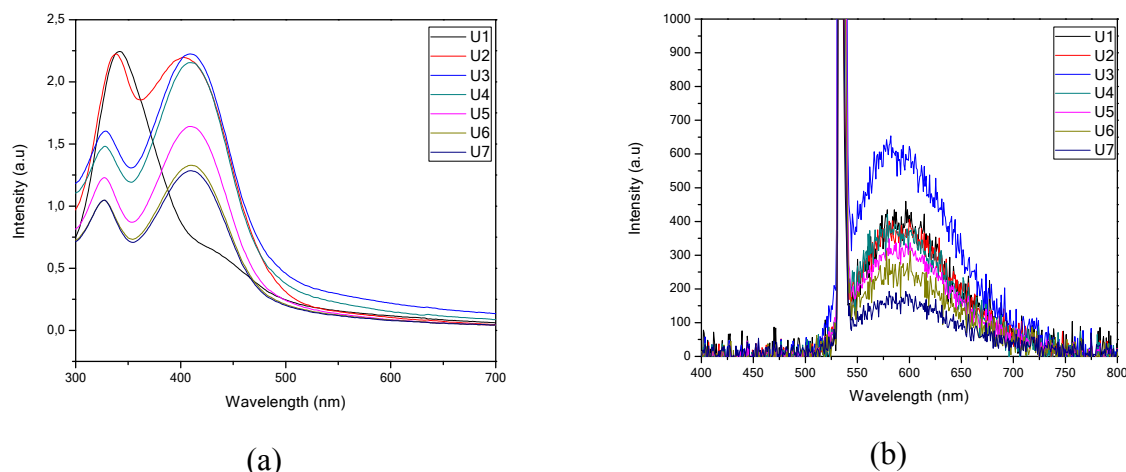 2,5
2,0
1,5
1,0
0,5
0,0
300
400
500
600
700
Intensity (a.u)
Wavelength (nm)
U1
U2
U3
U4
U5
U6
U7
(a)
1000
900
800
700
600
500
400
300
200
100
0
400
450
500
550
600
650
700
750
800
Intensity (a.u)
Wavelength (nm)
U1
U2
U3
U4
U5
U6
U7
(b)